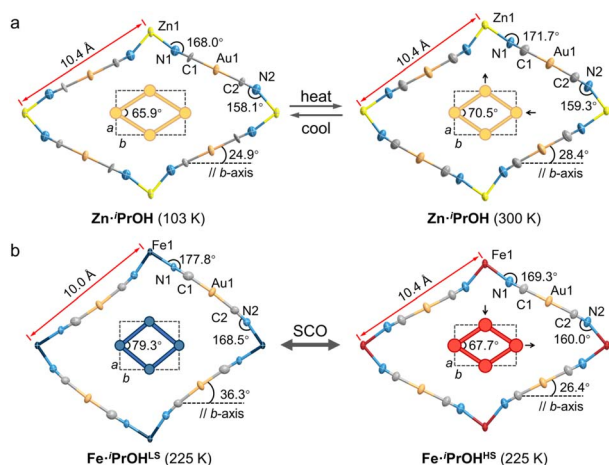 a
10.4 Å
Zn1
168.0°
N1
C1
Au1
C2
N2
158.1°
65.9°
a
b
24.9°
// b-axis
Zn·ⁱPrOH (103 K)
heat
cool
10.4 Å
Zn1
171.7°
N1
C1
Au1
C2
N2
159.3°
70.5°
a
b
28.4°
// b-axis
Zn·ⁱPrOH (300 K)
b
10.0 Å
Fe1
177.8°
N1
C1
Au1
C2
N2
168.5°
79.3°
a
b
36.3°
// b-axis
Fe·ⁱPrOHᴸˢ (225 K)
SCO
10.4 Å
Fe1
169.3°
N1
C1
Au1
C2
N2
160.0°
67.7°
a
b
26.4°
// b-axis
Fe·ⁱPrOHᴴˢ (225 K)